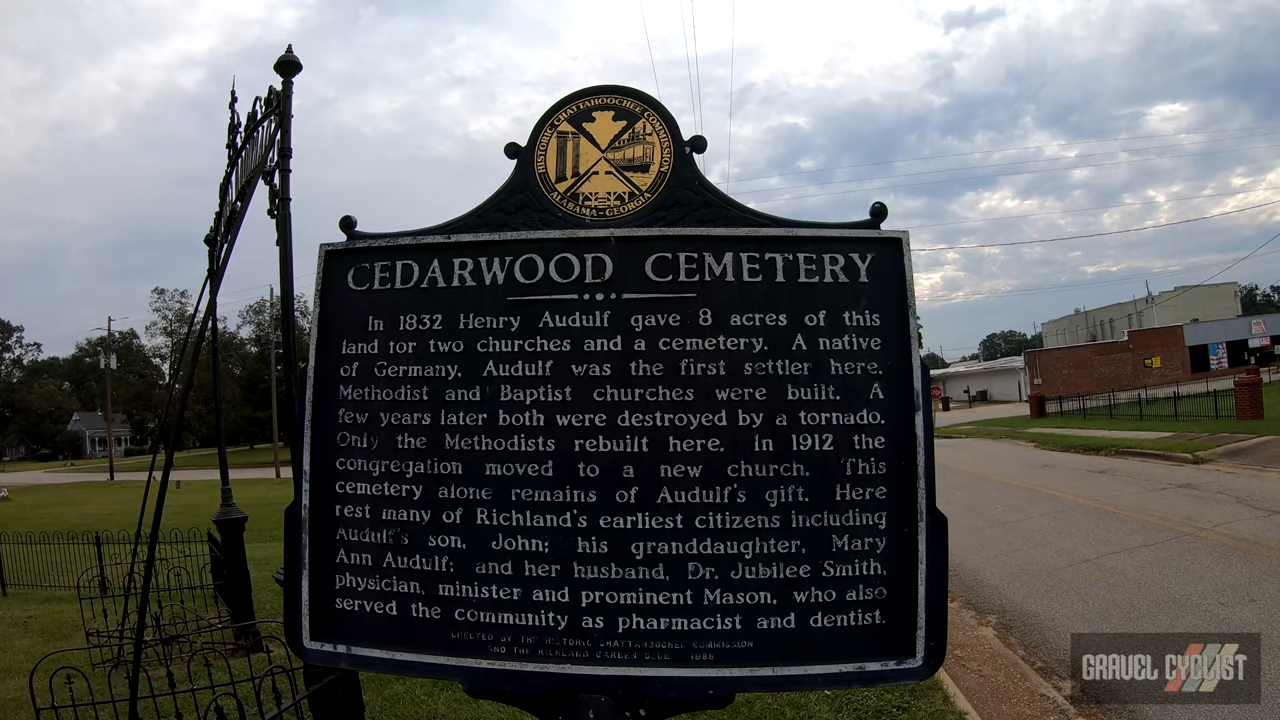 HISTORIC CHATTAHOOCHEE COMMISSION
ALABAMA-GEORGIA
CEDARWOOD CEMETERY
In 1832 Henry Audulf gave 8 acres of this
land for two churches and a cemetery. A native
of Germany, Audulf was the first settler here.
Methodist and Baptist churches were built. A
few years later both were destroyed by a tornado.
Only the Methodists rebuilt here. In 1912 the
congregation moved to a new church. This
cemetery alone remains of Audulf's gift. Here
rest many of Richland's earliest citizens including
Audulf's son, John; his granddaughter, Mary
Ann Audulf; and her husband, Dr. Jubilee Smith,
physician, minister and prominent Mason, who also
served the community as pharmacist and dentist.
ERECTED BY THE HISTORIC CHATTAHOOCHEE COMMISSION
AND THE RICHLAND GARDEN CLUB
GRAVEL CYCLIST